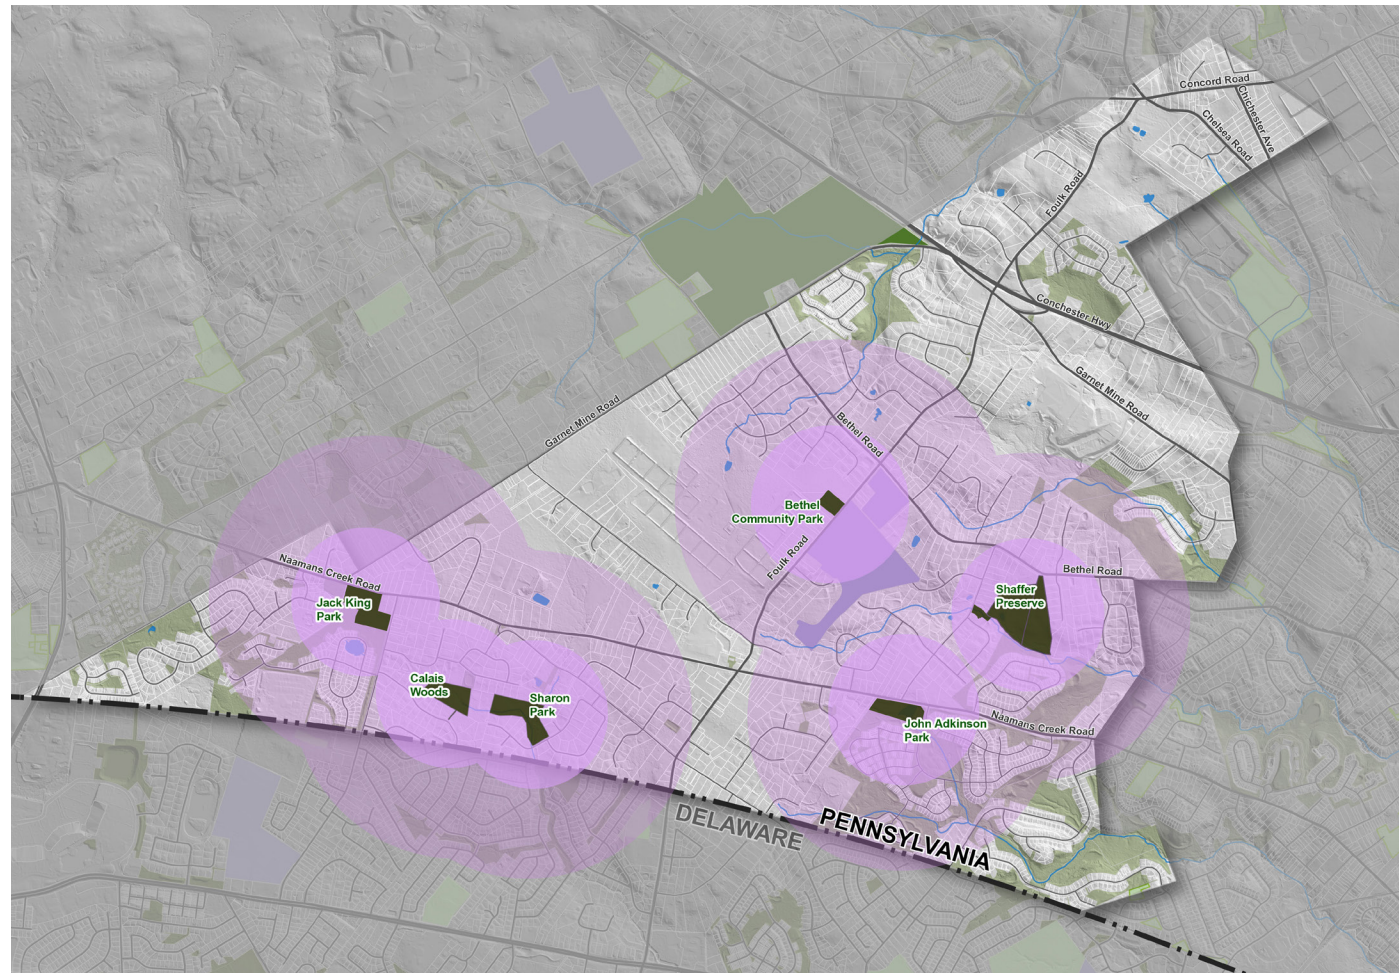 Concord Road
Chichester Ave
Chelsea Road
Foulk Road
Conchester Hwy
Garnet Mine Road
Garnet Mine Road
Bethel Road
Bethel
Community Park
Foulk Road
Bethel Road
Shaffer
Preserve
Naamans Creek Road
Jack King
Park
Calais
Woods
Sharon
Park
John Adkinson
Park
Naamans Creek Road
DELAWARE
PENNSYLVANIA